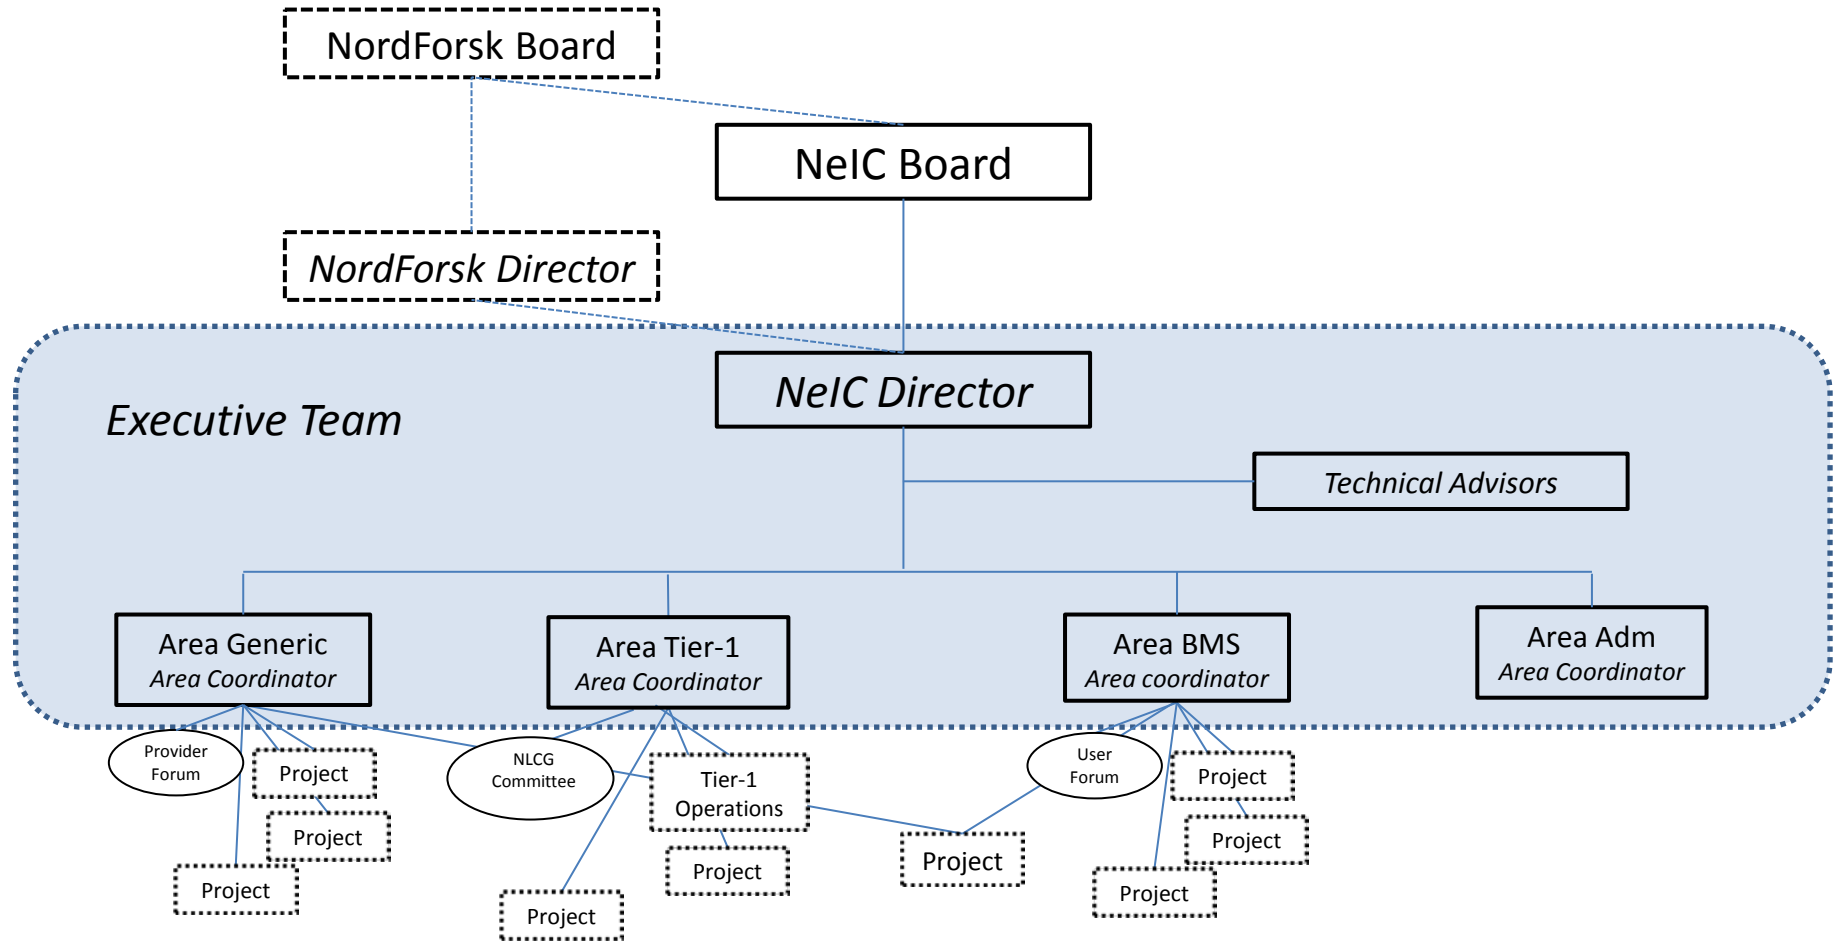 NordForsk Board
NeIC Board
NordForsk Director
NeIC Director
Executive Team
Technical Advisors
Area Generic
Area Coordinator
Area Tier-1
Area Coordinator
Area BMS
Area coordinator
Area Adm
Area Coordinator
Provider
Forum
Project
Project
Project
NLCG
Committee
Tier-1
Operations
Project
Project
Project
User
Forum
Project
Project
Project